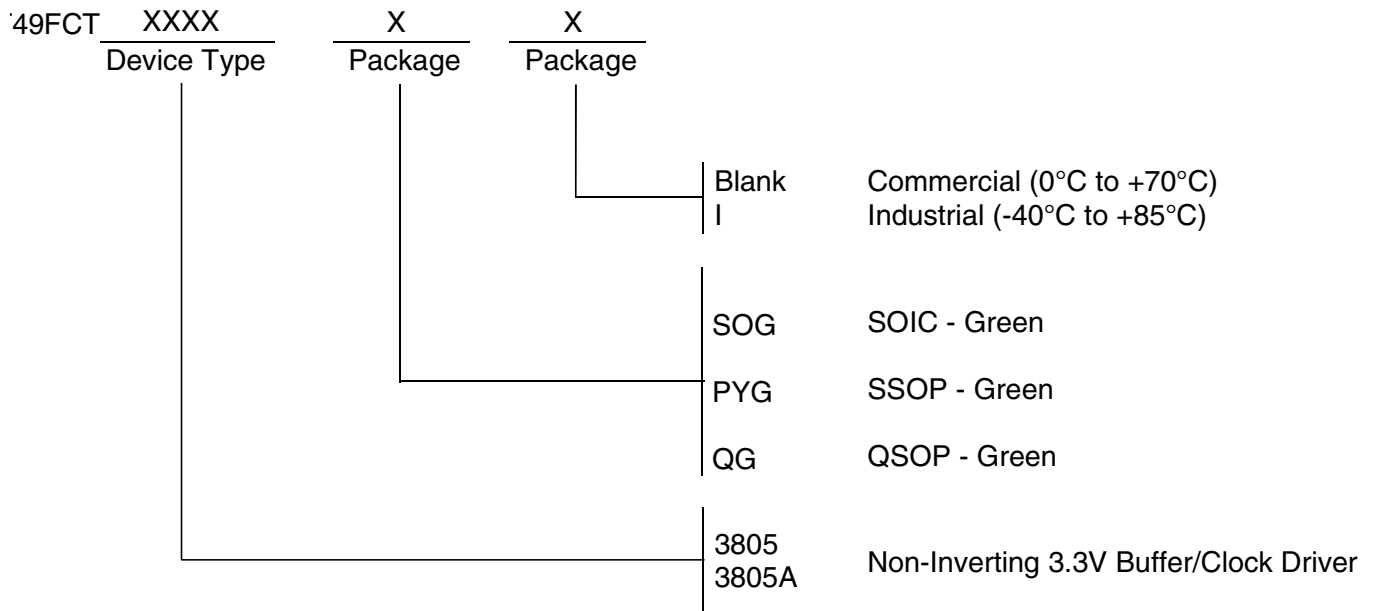 49FCT XXXX X X
Device Type Package Package
Blank Commercial (0°C to +70°C)
I Industrial (-40°C to +85°C)
SOG SOIC - Green
PYG SSOP - Green
QG QSOP - Green
3805
3805A
Non-Inverting 3.3V Buffer/Clock Driver